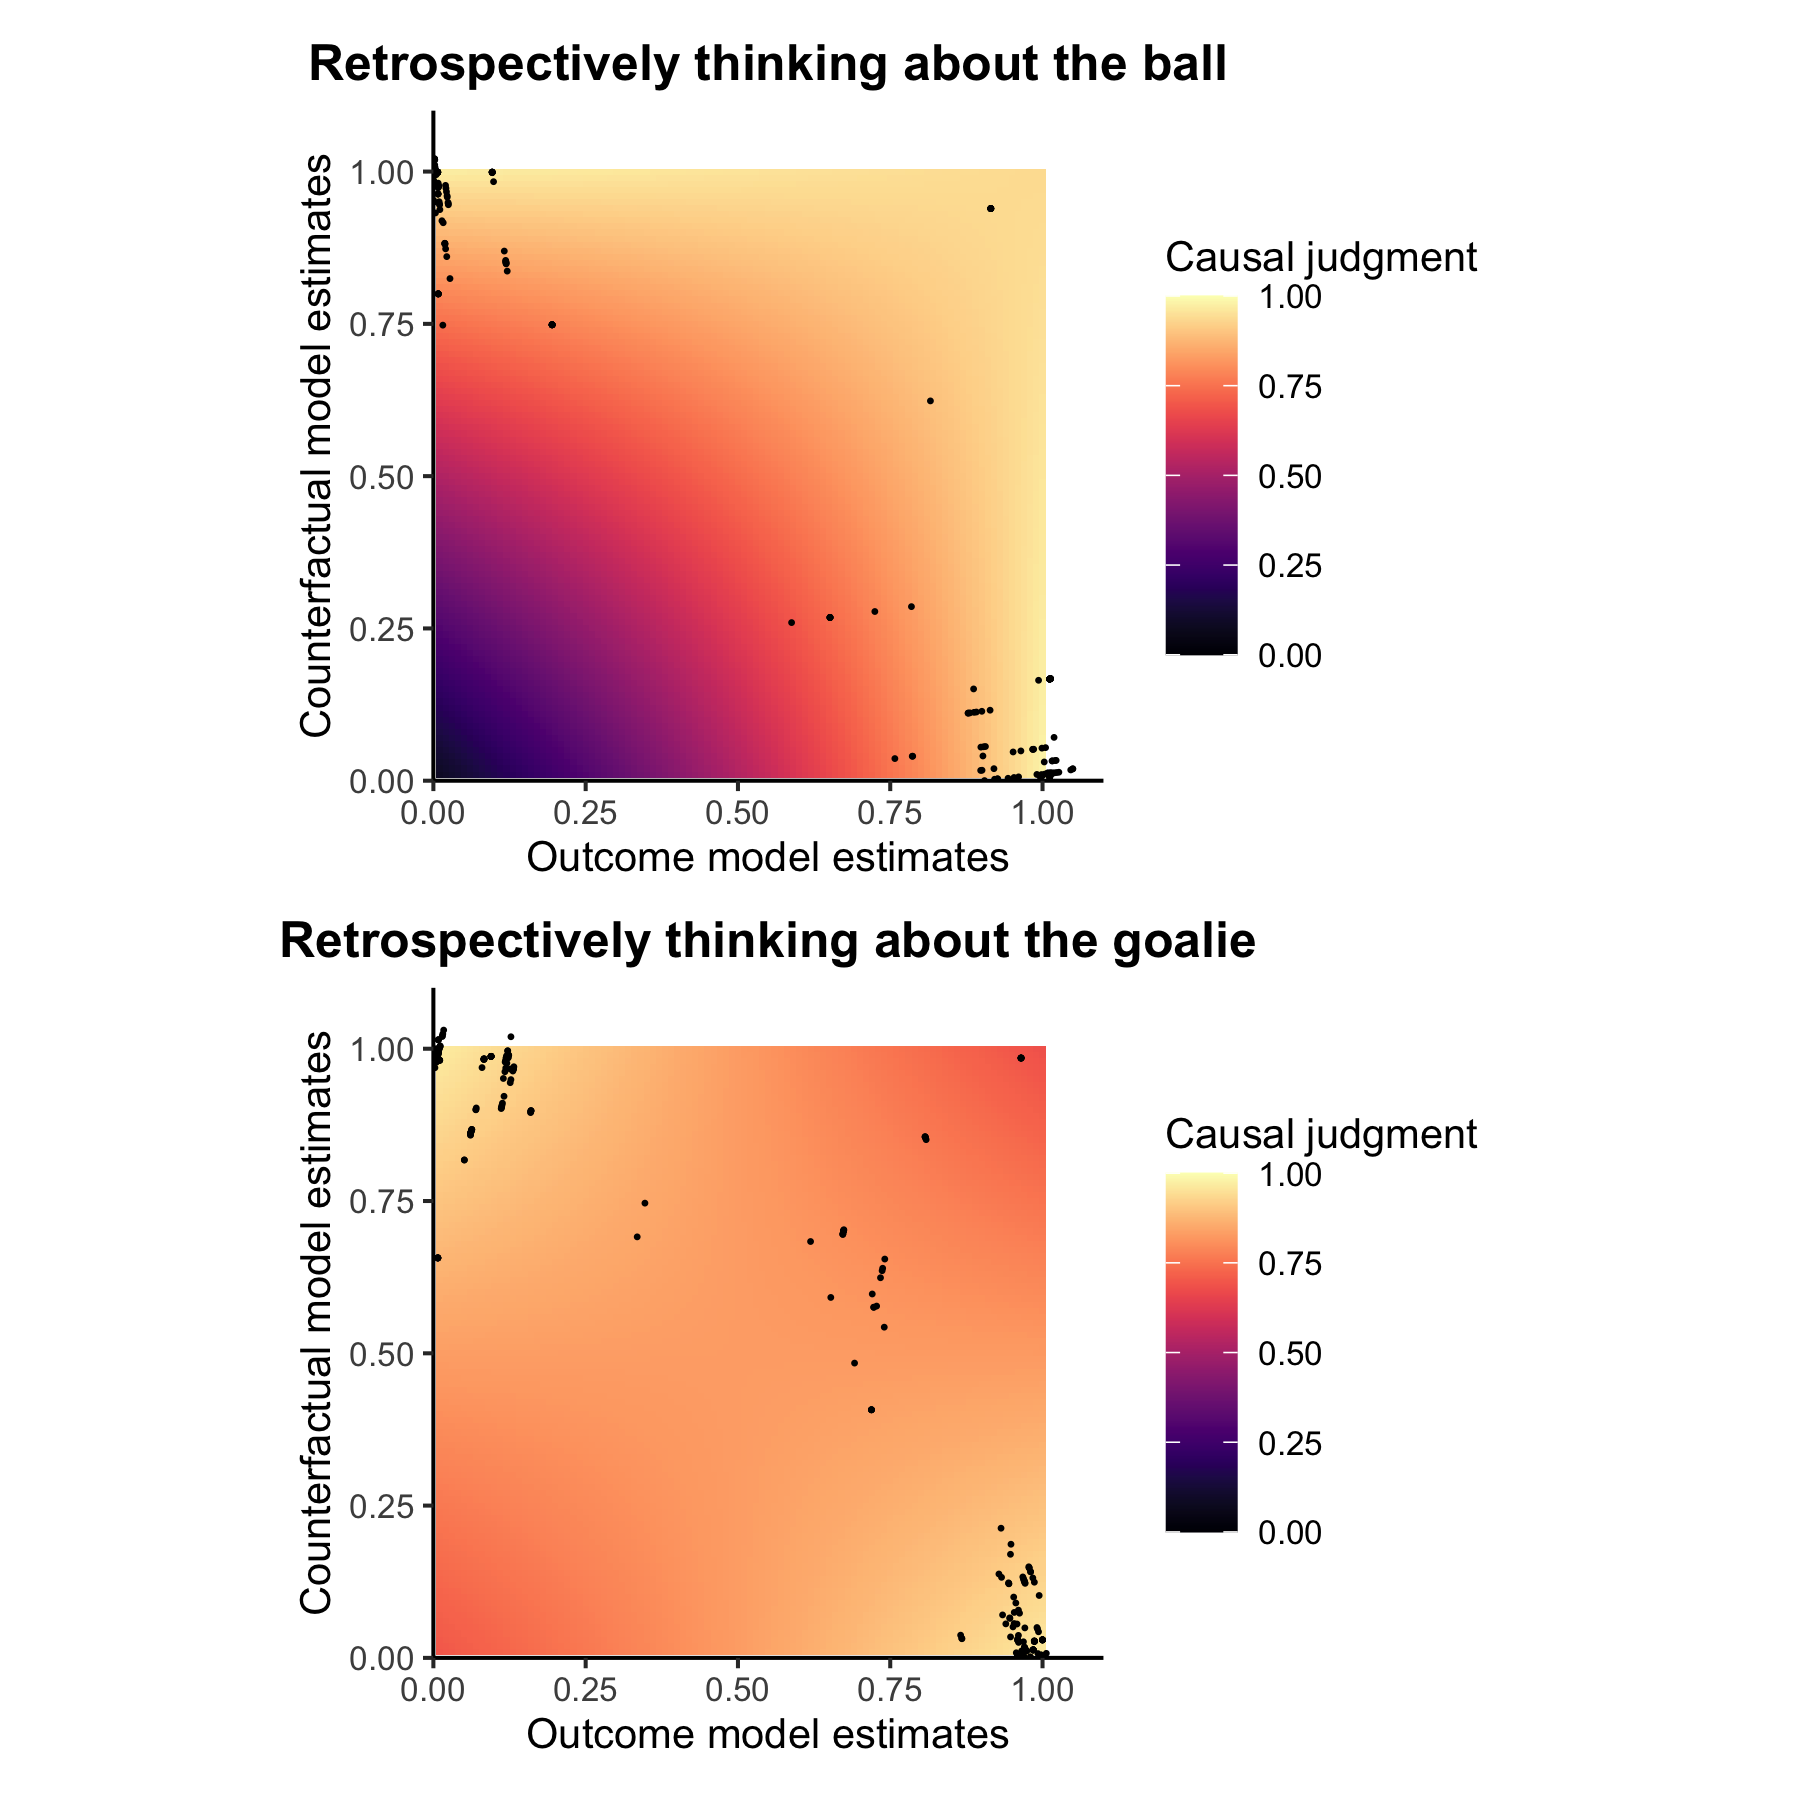 Retrospectively thinking about the ball
Counterfactual model estimates
1.00
0.75
0.50
0.25
0.00
0.00 0.25 0.50 0.75 1.00
Outcome model estimates
Causal judgment
1.00
0.75
0.50
0.25
0.00
Retrospectively thinking about the goalie
Counterfactual model estimates
1.00
0.75
0.50
0.25
0.00
0.00 0.25 0.50 0.75 1.00
Outcome model estimates
Causal judgment
1.00
0.75
0.50
0.25
0.00